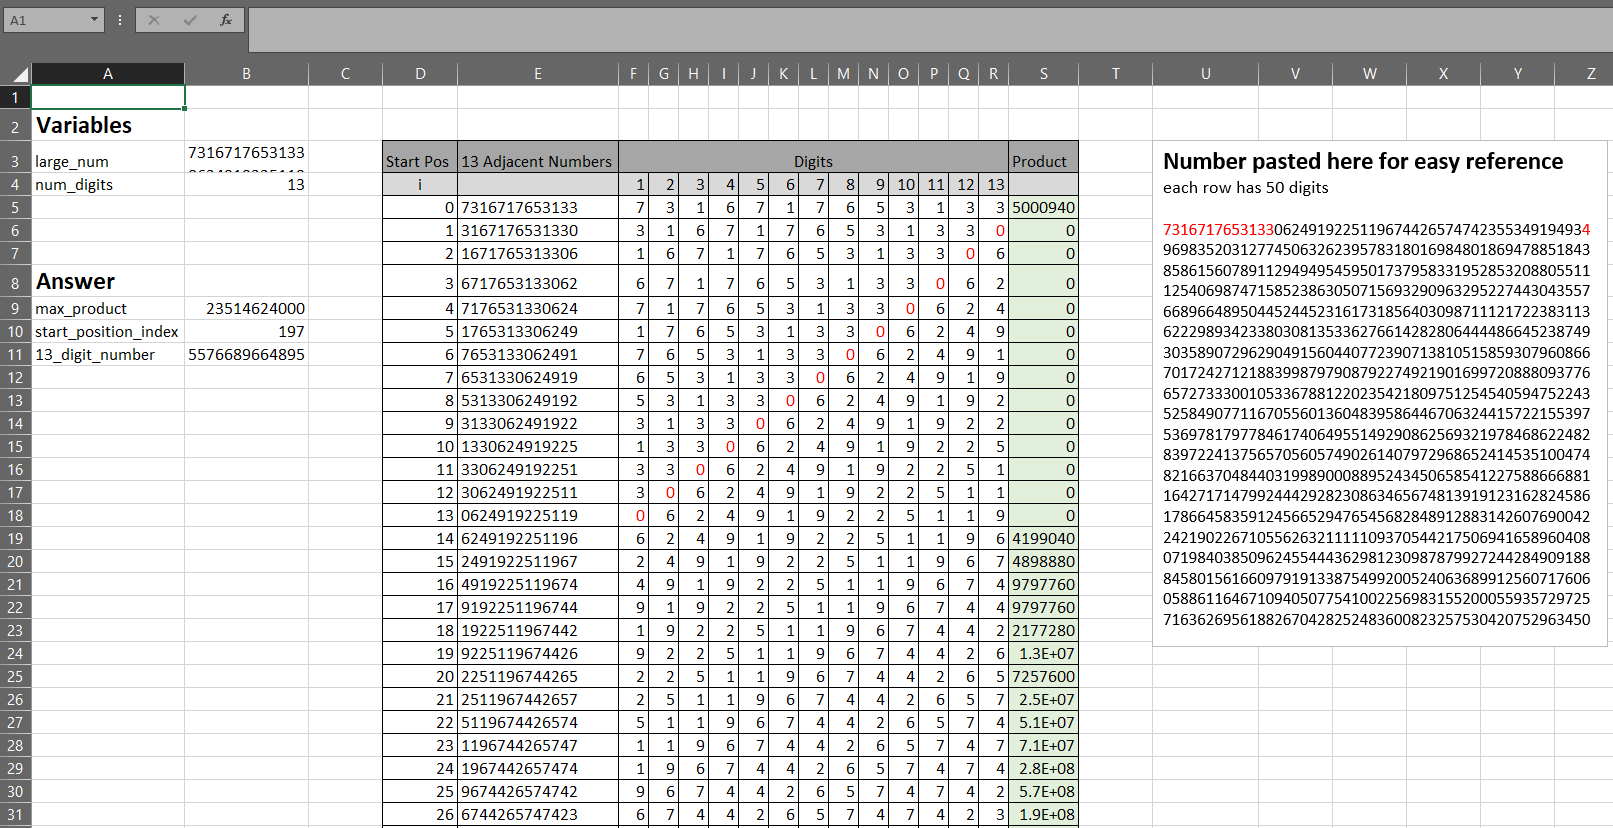 A1
fx
A B C D E F G H I J K L M N O P Q R S T U V W X Y Z
1
2 Variables
3 large_num 7316717653133 Start Pos 13 Adjacent Numbers Digits Product
4 num_digits 13 i 1 2 3 4 5 6 7 8 9 10 11 12 13
5 0 7316717653133 7 3 1 6 7 1 7 6 5 3 1 3 3 5000940
6 1 3167176531330 3 1 6 7 1 7 6 5 3 1 3 3 0 0
7 2 1671765313306 1 6 7 1 7 6 5 3 1 3 3 0 6 0
8 Answer 3 6717653133062 6 7 1 7 6 5 3 1 3 3 0 6 2 0
9 max_product 23514624000 4 7176531330624 7 1 7 6 5 3 1 3 3 0 6 2 4 0
10 start_position_index 197 5 1765313306249 1 7 6 5 3 1 3 3 0 6 2 4 9 0
11 13_digit_number 5576689664895 6 7653133062491 7 6 5 3 1 3 3 0 6 2 4 9 1 0
12 7 6531330624919 6 5 3 1 3 3 0 6 2 4 9 1 9 0
13 8 5313306249192 5 3 1 3 3 0 6 2 4 9 1 9 2 0
14 9 3133062491922 3 1 3 3 0 6 2 4 9 1 9 2 2 0
15 10 1330624919225 1 3 3 0 6 2 4 9 1 9 2 2 5 0
16 11 3306249192251 3 3 0 6 2 4 9 1 9 2 2 5 1 0
17 12 3062491922511 3 0 6 2 4 9 1 9 2 2 5 1 1 0
18 13 0624919225119 0 6 2 4 9 1 9 2 2 5 1 1 9 0
19 14 6249192251196 6 2 4 9 1 9 2 2 5 1 1 9 6 4199040
20 15 2491922511967 2 4 9 1 9 2 2 5 1 1 9 6 7 4898880
21 16 4919225119674 4 9 1 9 2 2 5 1 1 9 6 7 4 9797760
22 17 9192251196744 9 1 9 2 2 5 1 1 9 6 7 4 4 9797760
23 18 1922511967442 1 9 2 2 5 1 1 9 6 7 4 4 2 2177280
24 19 9225119674426 9 2 2 5 1 1 9 6 7 4 4 2 6 1.3E+07
25 20 2251196744265 2 2 5 1 1 9 6 7 4 4 2 6 5 7257600
26 21 2511967442657 2 5 1 1 9 6 7 4 4 2 6 5 7 2.5E+07
27 22 5119674426574 5 1 1 9 6 7 4 4 2 6 5 7 4 5.1E+07
28 23 1196744265747 1 1 9 6 7 4 4 2 6 5 7 4 7 7.1E+07
29 24 1967442657474 1 9 6 7 4 4 2 6 5 7 4 7 4 2.8E+08
30 25 9674426574742 9 6 7 4 4 2 6 5 7 4 7 4 2 5.7E+08
31 26 6744265747423 6 7 4 4 2 6 5 7 4 7 4 2 3 1.9E+08
Number pasted here for easy reference
each row has 50 digits
73167176531330624919225119674426574742355349194934
96983520312774506326239578318016984801869478851843
85861560789112949495459501737958331952853208805511
12540698747158523863050715693290963295227443043557
66896648950445244523161731856403098711121722383113
62229893423380308135336276614282806444486645238749
30358907296290491560440772390713810515859307960866
70172427121883998797908792274921901699720888093776
65727333001053367881220235421809751254540594752243
52584907711670556013604839586446706324415722155397
53697817977846174064955149290862569321978468622482
83972241375657056057490261407972968652414535100474
82166370484403199890008895243450658541227588666881
16427171479924442928230863465674813919123162824586
17866458359124566529476545682848912883142607690042
24219022671055626321111109370544217506941658960408
07198403850962455444362981230987879927244284909188
84580156166097919133875499200524063689912560717606
05886116467109405077541002256983155200055935729725
71636269561882670428252483600823257530420752963450